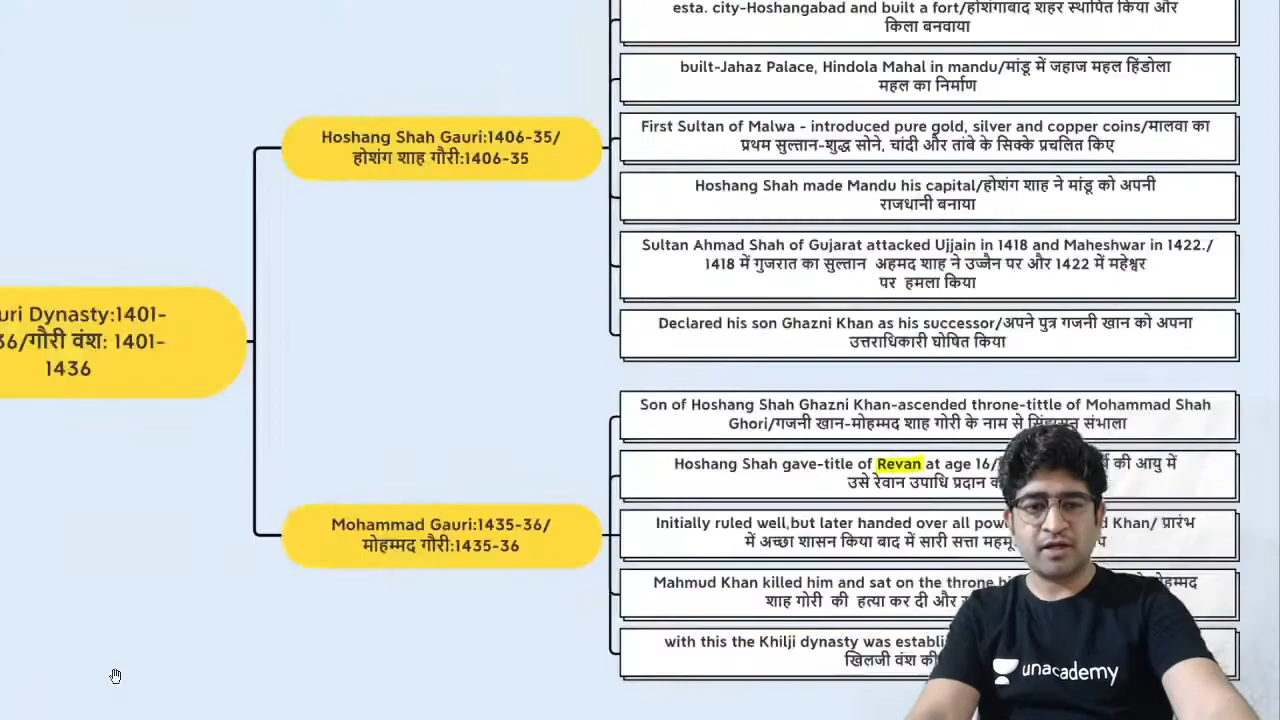 esta. city-Hoshangabad and built a fort/होशंगाबाद शहर स्थापित किया और
किला बनवाया
built-Jahaz Palace, Hindola Mahal in mandu/मांडू में जहाज महल हिंडोला
महल का निर्माण
Hoshang Shah Gauri:1406-35/
होशंग शाह गौरी:1406-35
First Sultan of Malwa - introduced pure gold, silver and copper coins/मालवा का
प्रथम सुल्तान-शुद्ध सोने, चांदी और तांबे के सिक्के प्रचलित किए
Hoshang Shah made Mandu his capital/होशंग शाह ने मांडू को अपनी
राजधानी बनाया
Sultan Ahmad Shah of Gujarat attacked Ujjain in 1418 and Maheshwar in 1422./
1418 में गुजरात का सुल्तान अहमद शाह ने उज्जैन पर और 1422 में महेश्वर
पर हमला किया
Declared his son Ghazni Khan as his successor/अपने पुत्र गजनी खान को अपना
उत्तराधिकारी घोषित किया
uri Dynasty:1401-
36/गौरी वंश: 1401-
1436
Son of Hoshang Shah Ghazni Khan-ascended throne-tittle of Mohammad Shah
Ghori/गजनी खान-मोहम्मद शाह गोरी के नाम से सिंहासन संभाला
Hoshang Shah gave-title of Revan at age 16/ की आयु में
उसे रेवान उपाधि प्रदान
Mohammad Gauri:1435-36/
मोहम्मद गौरी:1435-36
Initially ruled well,but later handed over all Khan/ प्रारंभ
में अच्छा शासन किया बाद में सारी सत्ता
Mahmud Khan killed him and sat on the throne
शाह गोरी की हत्या कर दी और
with this the Khilji dynasty was
खिलजी वंश की
unacademy